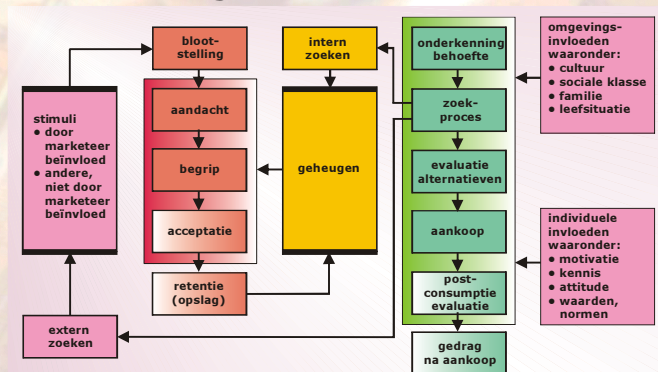 bloot-
stelling
intern
zoeken
onderkenning
behoefte
omgevings-
invloeden
waaronder:
• cultuur
• sociale klasse
• familie
• leefsituatie
stimuli
• door
marketeer
beïnvloed
• andere,
niet door
marketeer
beïnvloed
aandacht
begrip
acceptatie
retentie
(opslag)
geheugen
zoek-
proces
evaluatie
alternatieven
aankoop
post-
consumptie
evaluatie
gedrag
na aankoop
individuele
invloeden
waaronder:
• motivatie
• kennis
• attitude
• waarden,
normen
extern
zoeken